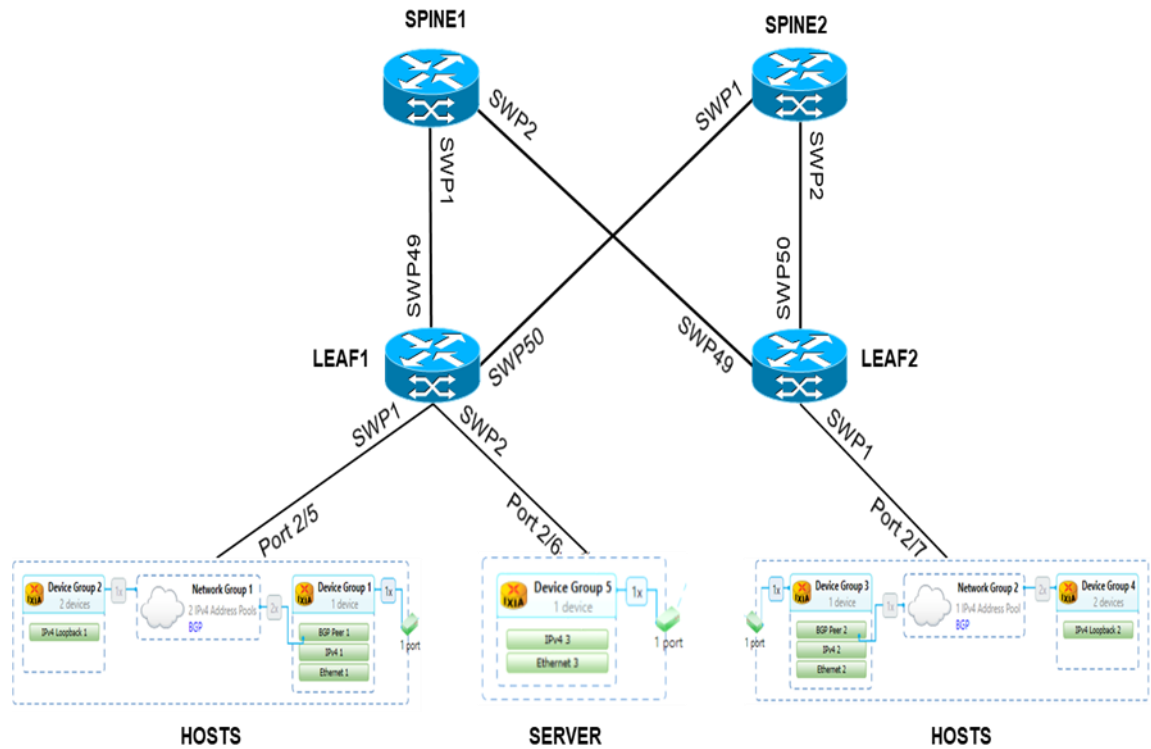 SPINE1
SPINE2
SWP2
SWP1
SWP1
SWP2
SWP49
SWP50
LEAF1
SWP50
SWP49
LEAF2
SWP1
SWP2
SWP1
Port 2/5
Port 2/6
Port 2/7
Device Group 2
2 devices
1x
Network Group 1
2 IPv4 Address Pools
BGP
2x
Device Group 1
1 device
1x
IXIA
IXIA
IPv4 Loopback 1
BGP Peer 1
IPv4 1
Ethernet 1
1 port
Device Group 5
1 device
1x
IXIA
IPv4 3
Ethernet 3
1 port
1x
Device Group 3
1 device
1x
Network Group 2
1 IPv4 Address Pool
BGP
2x
Device Group 4
2 devices
IXIA
IXIA
BGP Peer 2
IPv4 2
Ethernet 2
IPv4 Loopback 2
1 port
HOSTS
SERVER
HOSTS